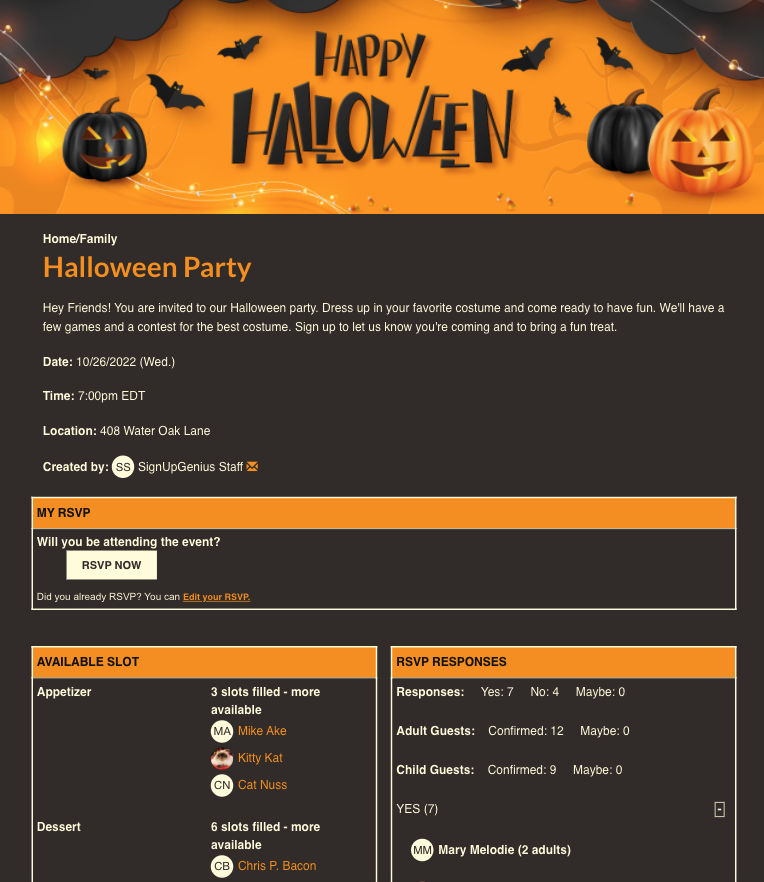 HAPPY
HALLOWEEN
Home/Family
Halloween Party
Hey Friends! You are invited to our Halloween party. Dress up in your favorite costume and come ready to have fun. We'll have a
few games and a contest for the best costume. Sign up to let us know you're coming and to bring a fun treat.
Date: 10/26/2022 (Wed.)
Time: 7:00pm EDT
Location: 408 Water Oak Lane
Created by: SS SignUpGenius Staff
MY RSVP
Will you be attending the event?
RSVP NOW
Did you already RSVP? You can Edit your RSVP.
AVAILABLE SLOT
Appetizer
3 slots filled - more
available
MA Mike Ake
Kitty Kat
CN Cat Nuss
Dessert
6 slots filled - more
available
CB Chris P. Bacon
RSVP RESPONSES
Responses: Yes: 7 No: 4 Maybe: 0
Adult Guests: Confirmed: 12 Maybe: 0
Child Guests: Confirmed: 9 Maybe: 0
YES (7) -
MM Mary Melodie (2 adults)